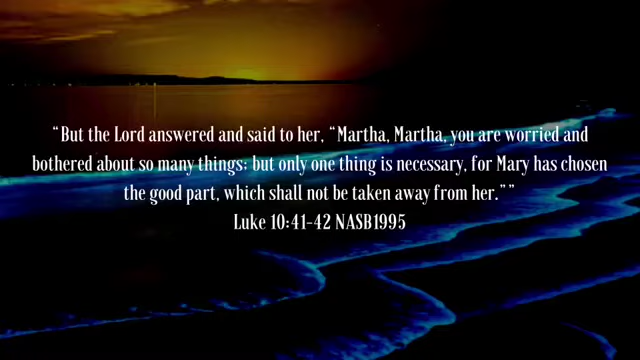 “But the Lord answered and said to her, “Martha, Martha, you are worried and
bothered about so many things; but only one thing is necessary, for Mary has chosen
the good part, which shall not be taken away from her.” ”
Luke 10:41-42 NASB1995